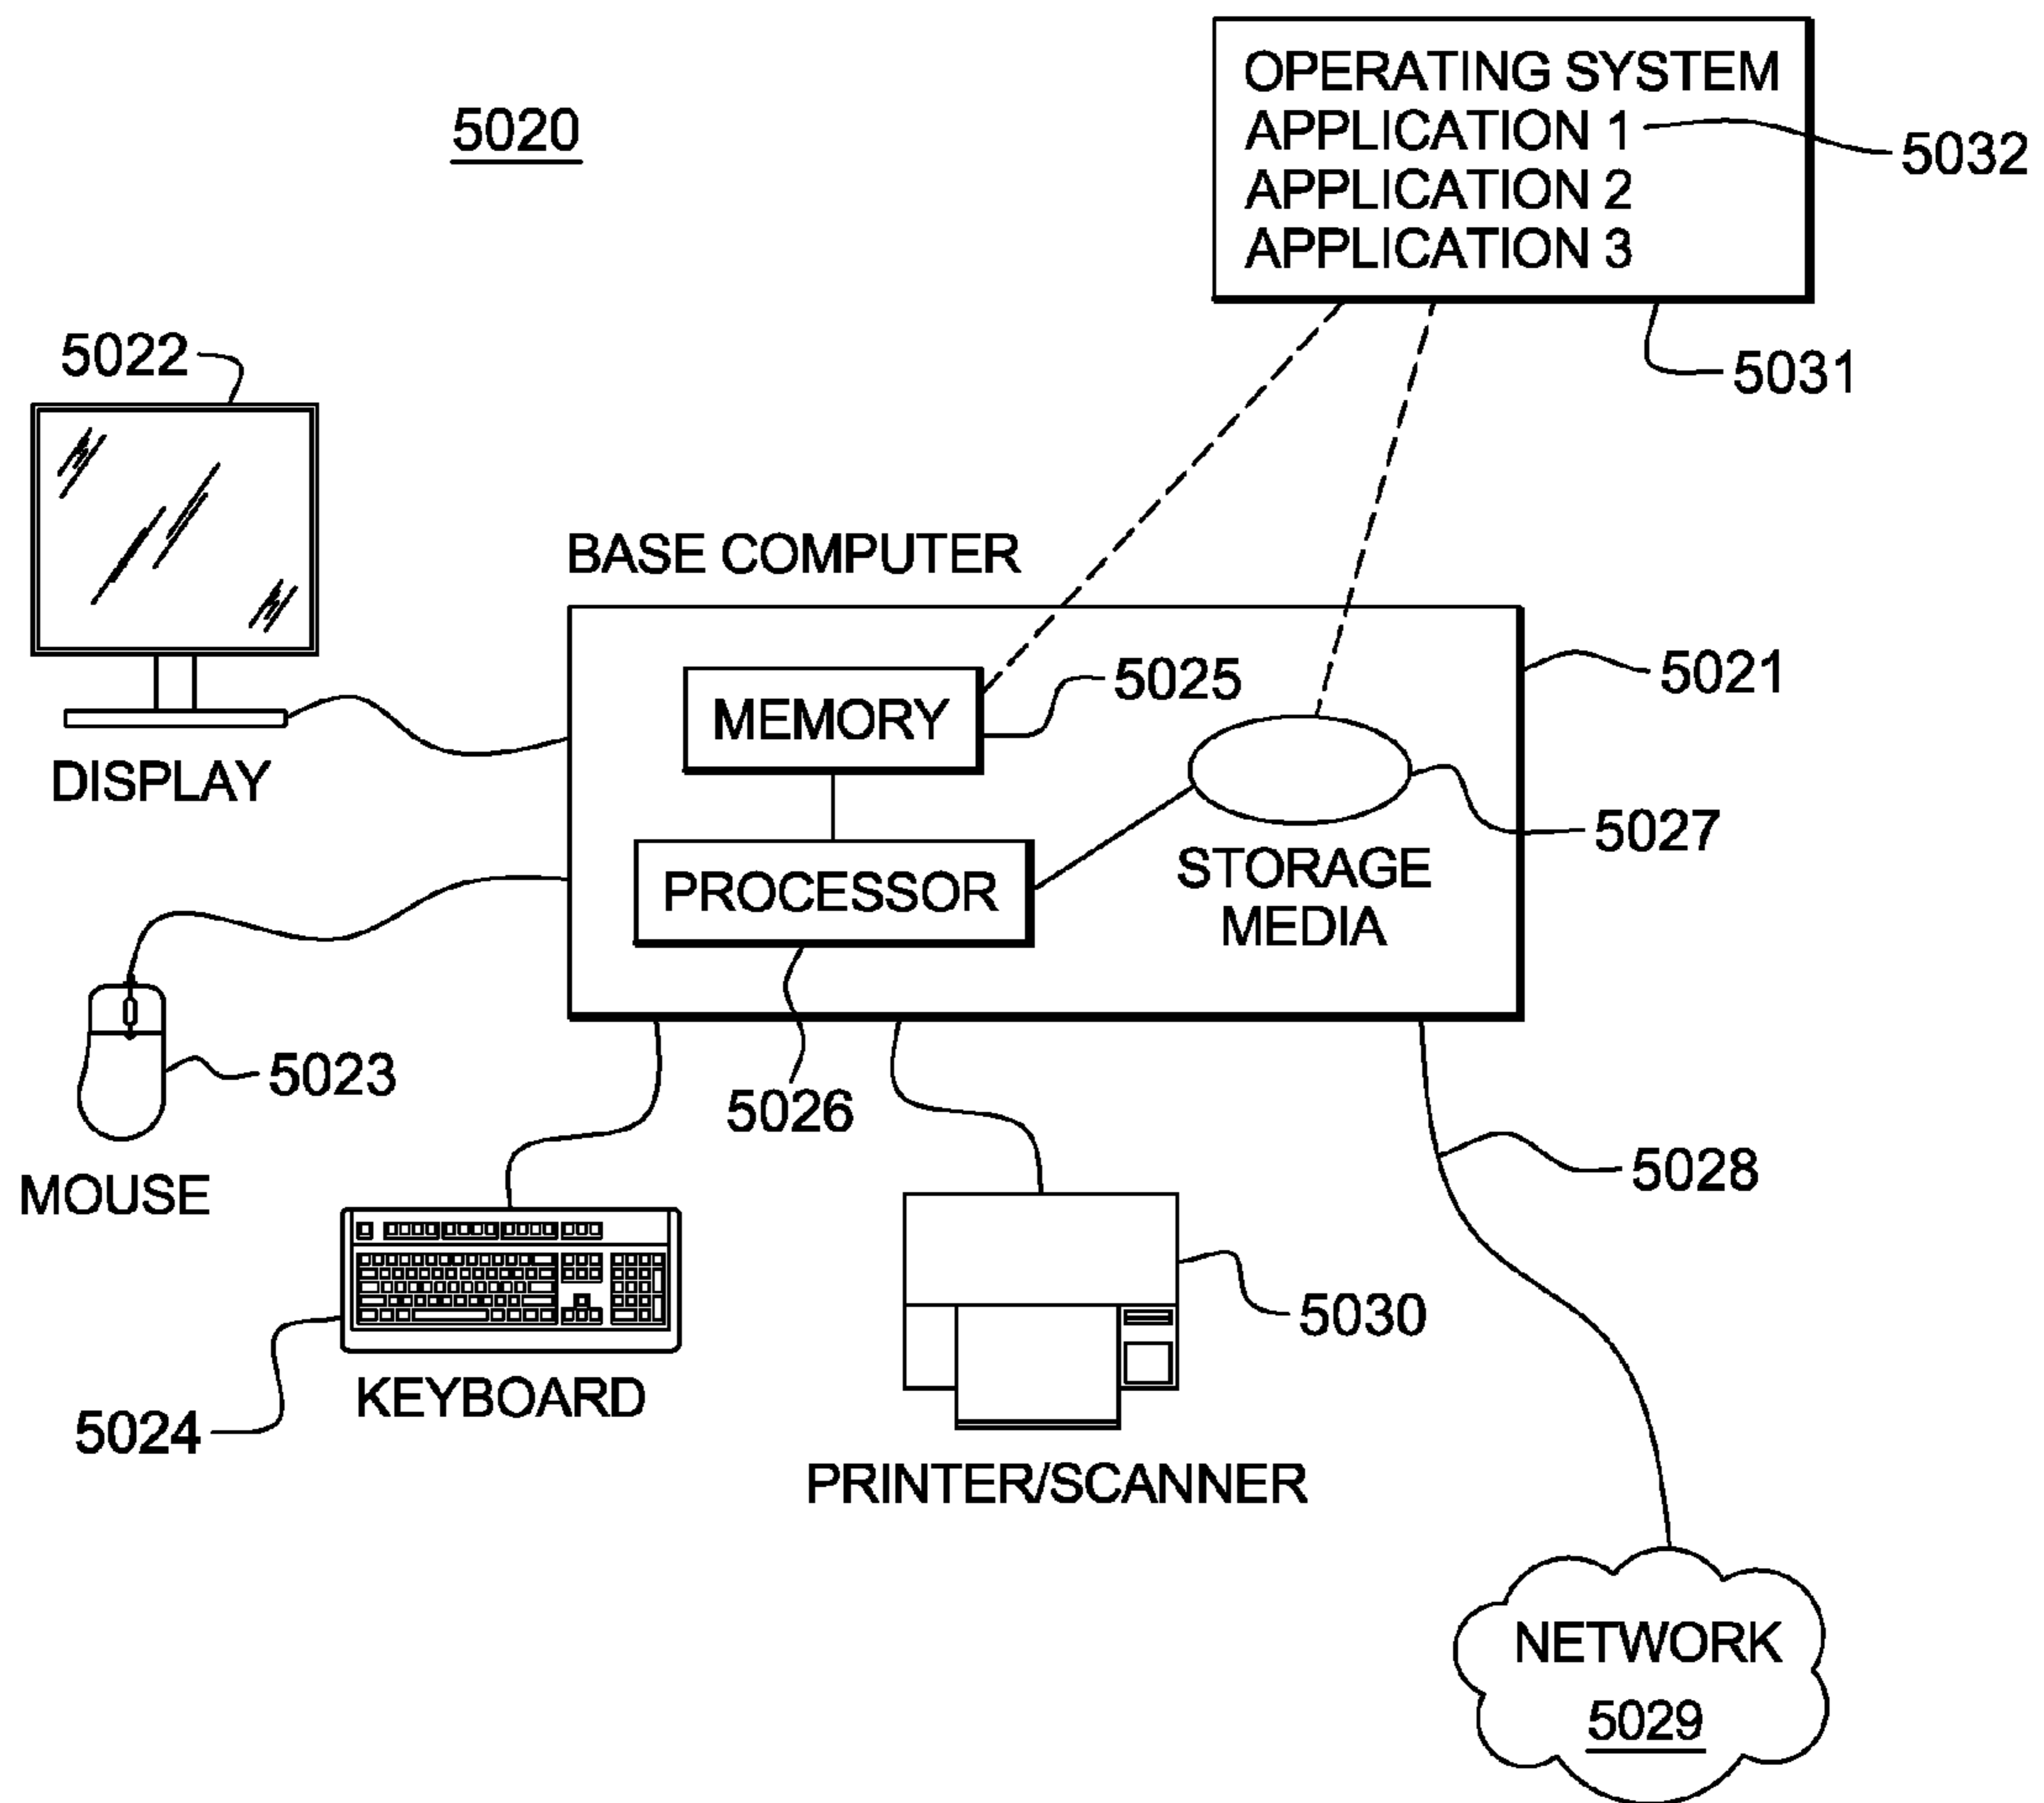 OPERATING SYSTEM
APPLICATION 1
APPLICATION 2
APPLICATION 3
5020
5032
5022
5031
BASE COMPUTER
5021
MEMORY
5025
DISPLAY
5027
PROCESSOR
STORAGE
MEDIA
5023
5026
MOUSE
5028
5030
KEYBOARD
5024
PRINTER/SCANNER
NETWORK
5029